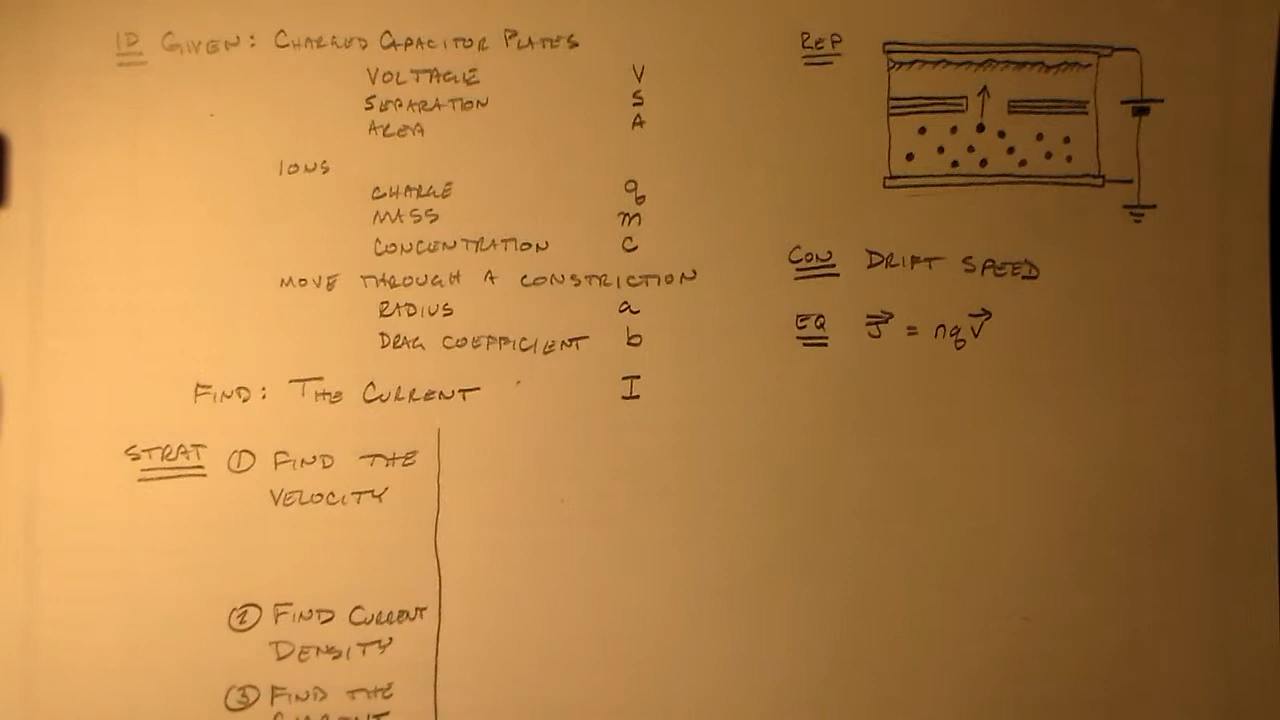 ID GIVEN: CHARGED CAPACITOR PLATES
VOLTAGE V
SEPARATION S
AREA A
IONS
CHARGE q
MASS m
CONCENTRATION C
MOVE THROUGH A CONSTRICTION
RADIUS a
DRAG COEFFICIENT b
FIND: THE CURRENT I
REP
CON DRIFT SPEED
EQ J⃗ = nqv⃗
STRAT ① FIND THE
VELOCITY
② FIND CURRENT
DENSITY
③ FIND THE
CURRENT